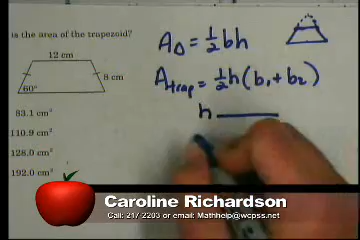 is the area of the trapezoid?
12 cm
8 cm
60°
83.1 cm²
110.9 cm²
128.0 cm²
192.0 cm²
A△ = ½bh
Atrap = ½h(b₁ + b₂)
h
Caroline Richardson
Call: 217-2203 or email: Mathhelp@wcpss.net